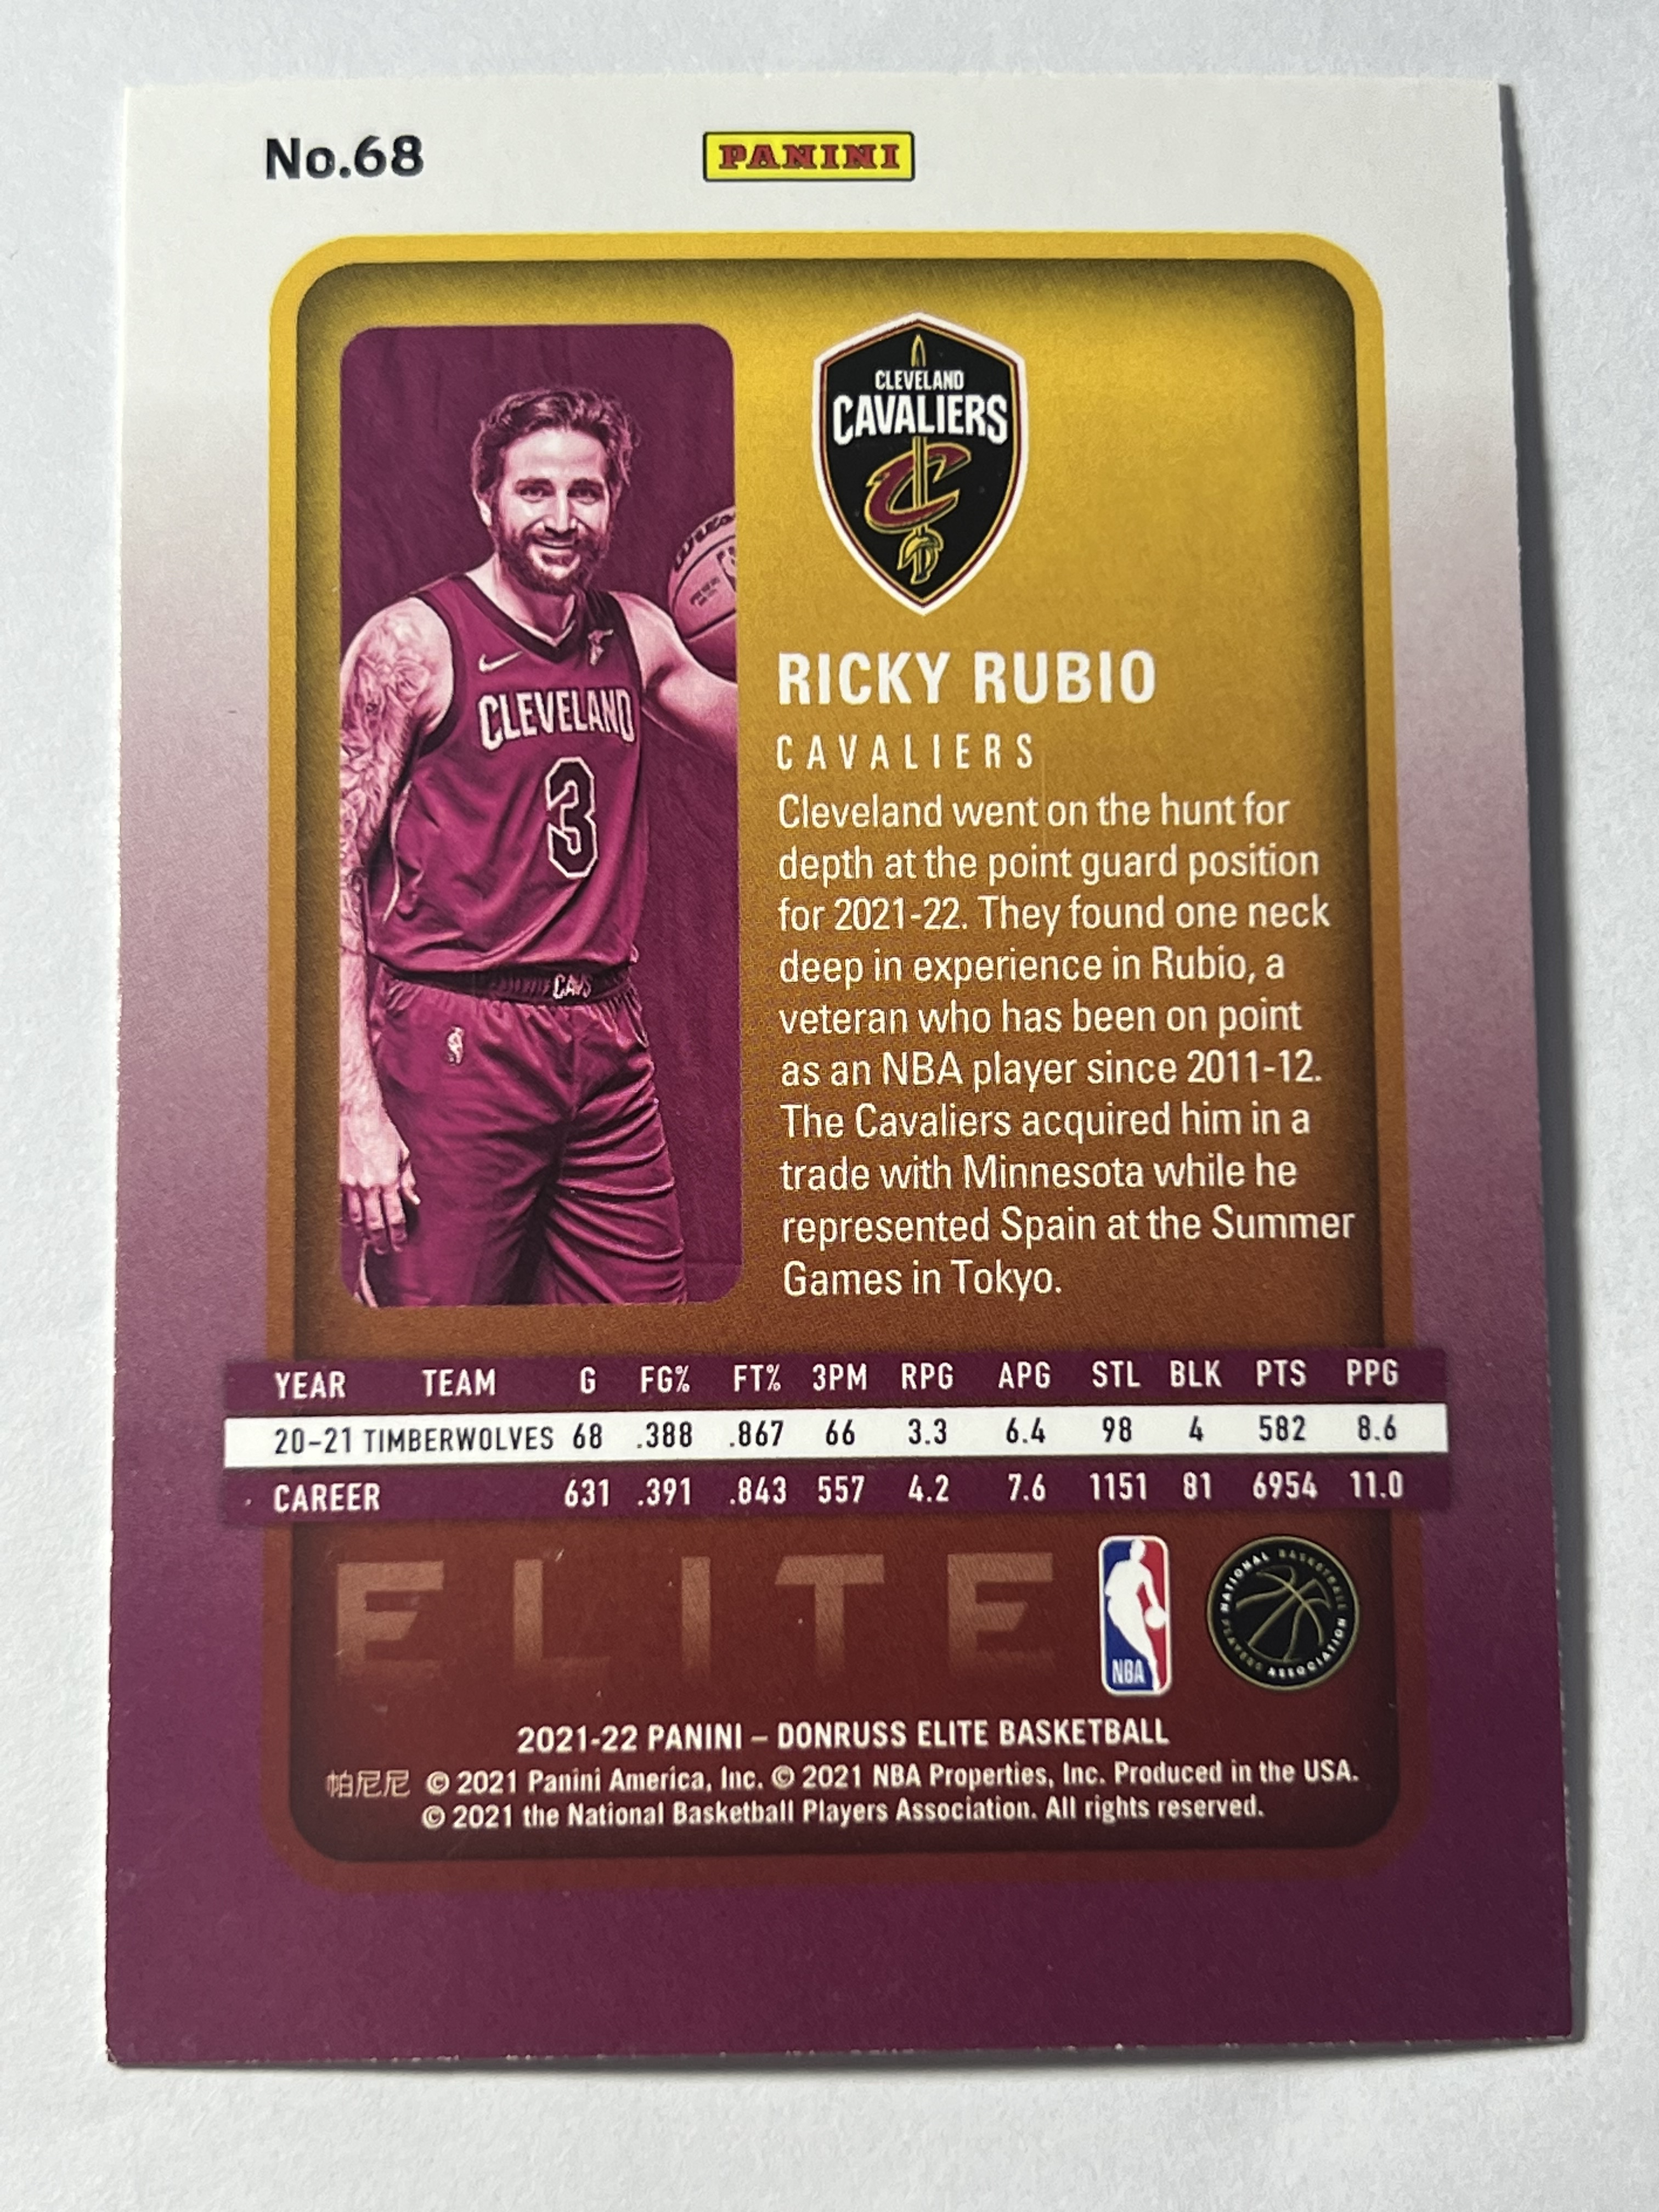 No.68
PANINI
CLEVELAND
CAVALIERS
C
CLEVELAND
3
CAVS
RICKY RUBIO
CAVALIERS
Cleveland went on the hunt for
depth at the point guard position
for 2021-22. They found one neck
deep in experience in Rubio, a
veteran who has been on point
as an NBA player since 2011-12.
The Cavaliers acquired him in a
trade with Minnesota while he
represented Spain at the Summer
Games in Tokyo.
YEAR TEAM G FG% FT% 3PM RPG APG STL BLK PTS PPG
20-21 TIMBERWOLVES 68 .388 .867 66 3.3 6.4 98 4 582 8.6
CAREER 631 .391 .843 557 4.2 7.6 1151 81 6954 11.0
ELITE
NBA
NATIONAL BASKETBALL PLAYERS ASSOCIATION
2021-22 PANINI – DONRUSS ELITE BASKETBALL
帕尼尼 © 2021 Panini America, Inc. © 2021 NBA Properties, Inc. Produced in the USA.
© 2021 the National Basketball Players Association. All rights reserved.